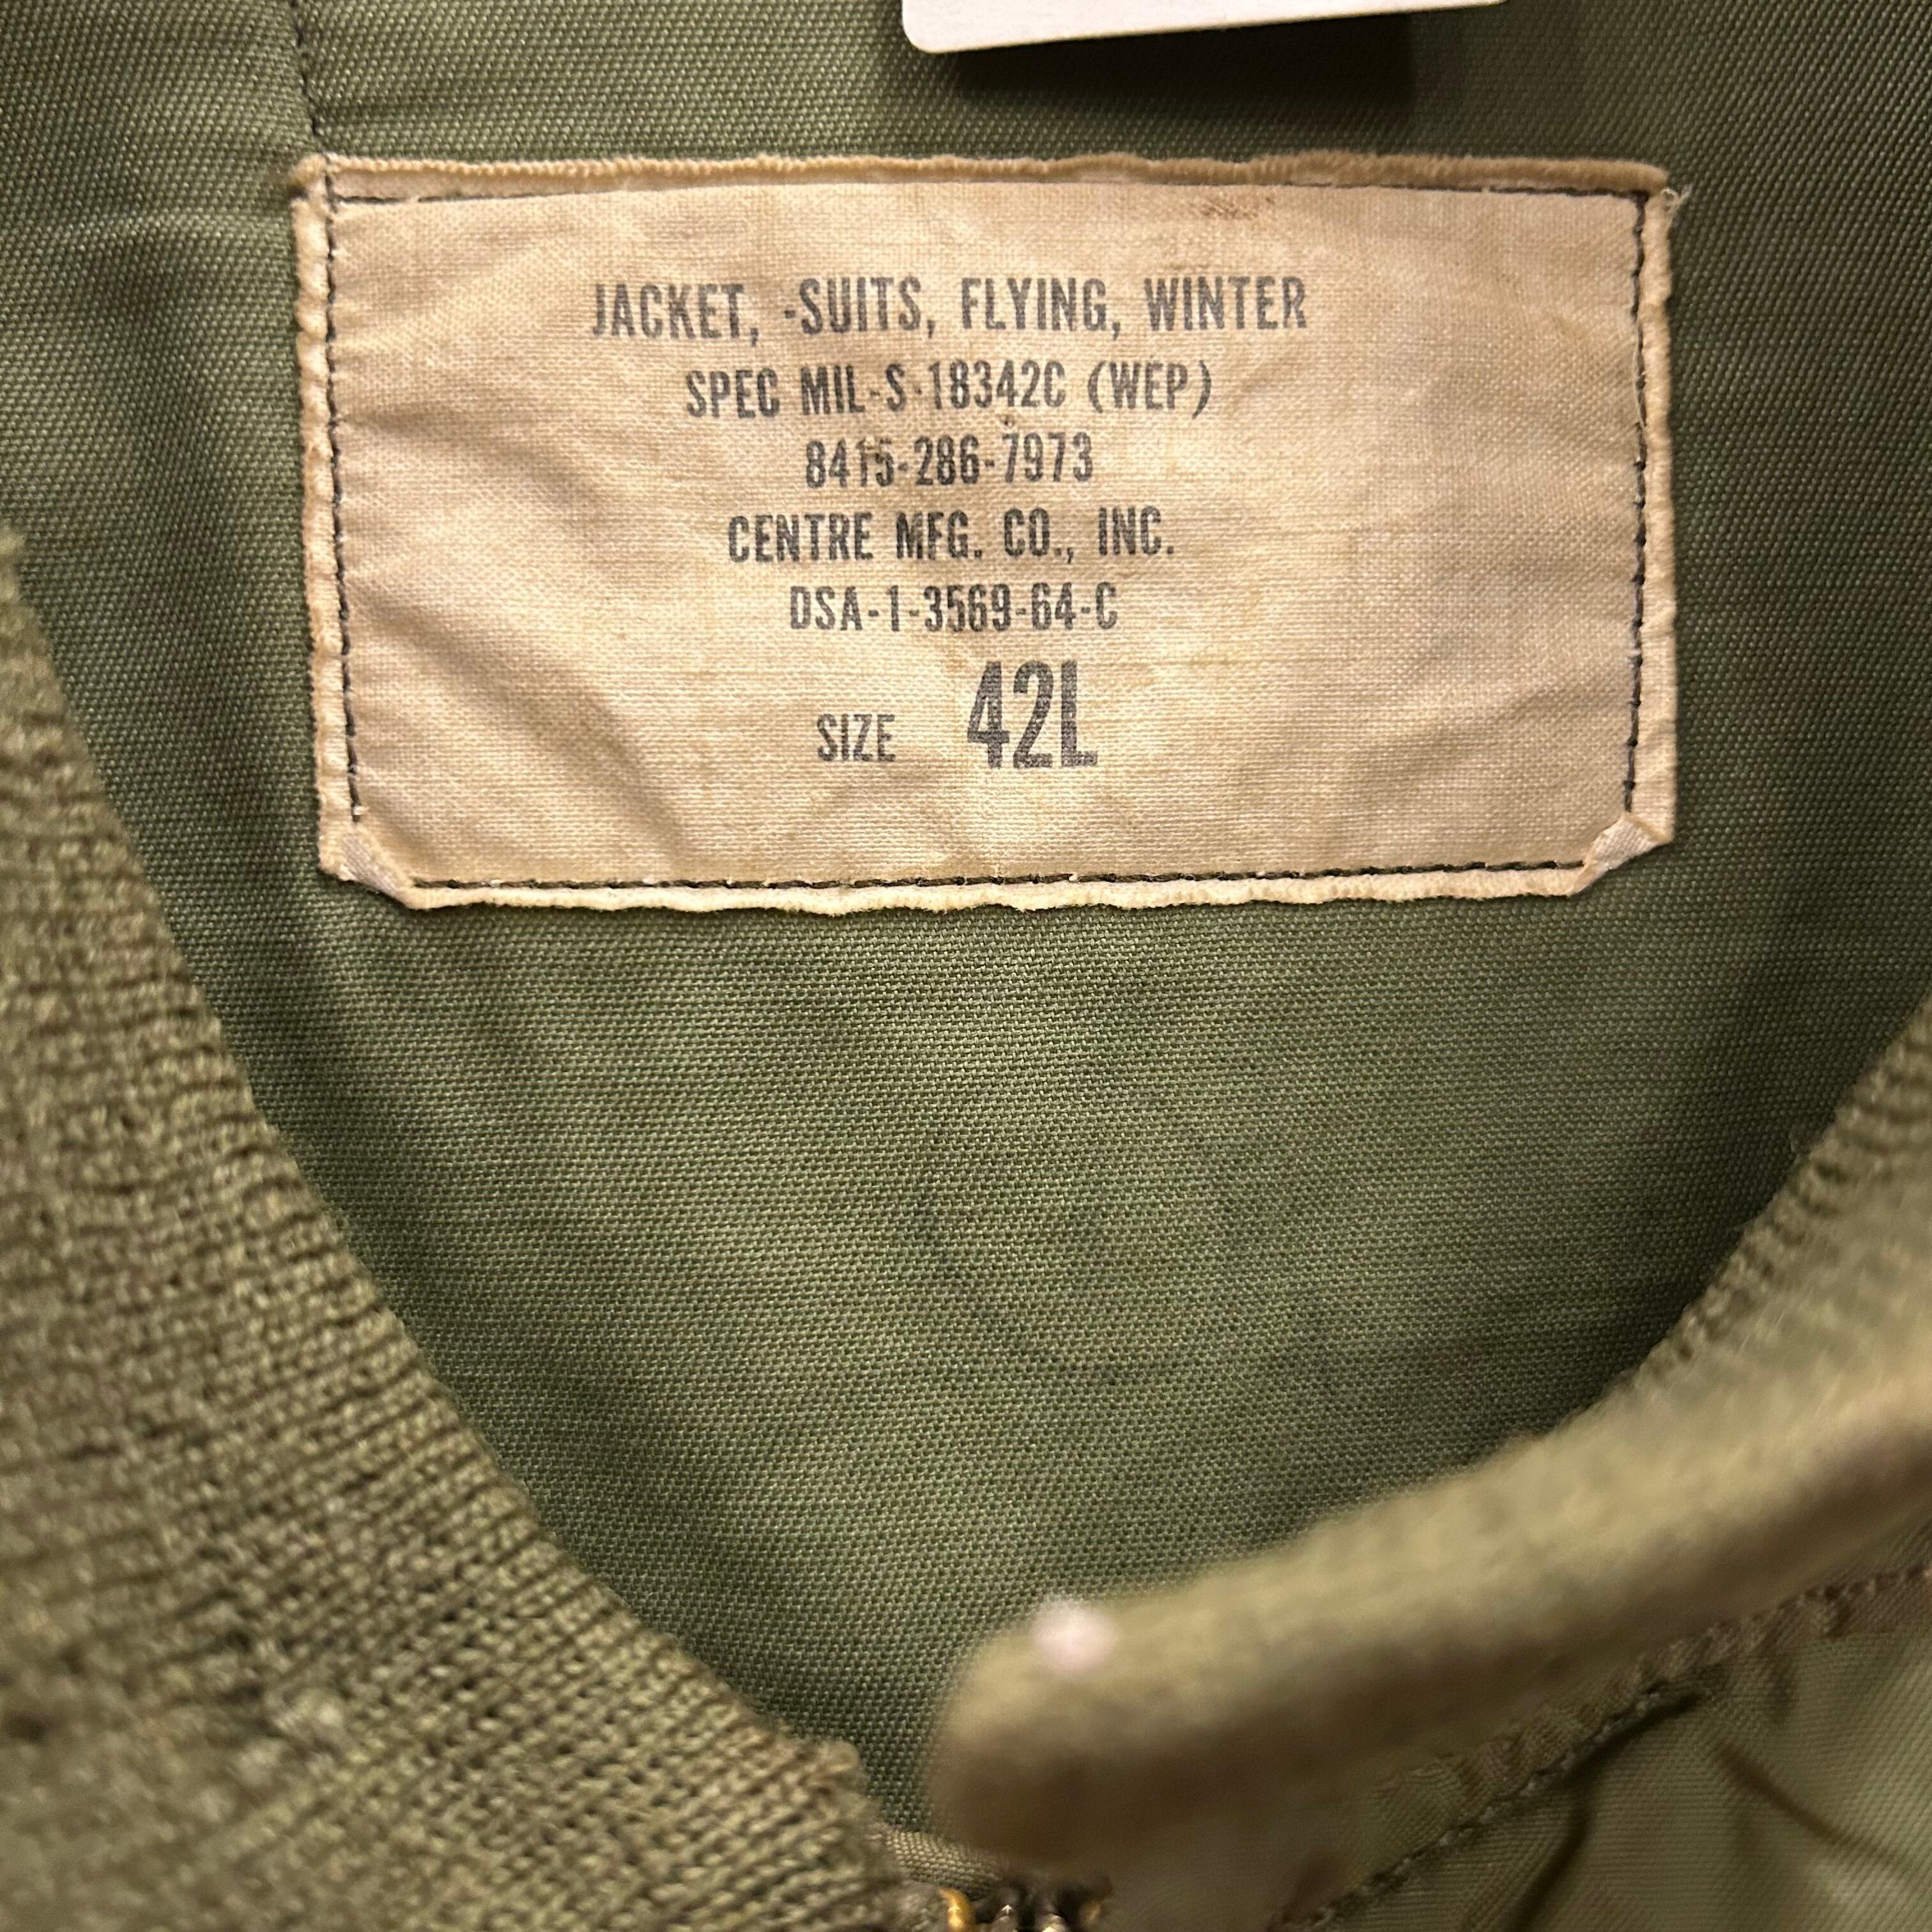 JACKET, -SUITS, FLYING, WINTER
SPEC MIL-S-18342C (WEP)
8415-286-7973
CENTRE MFG. CO., INC.
DSA-1-3569-64-C
SIZE 42L